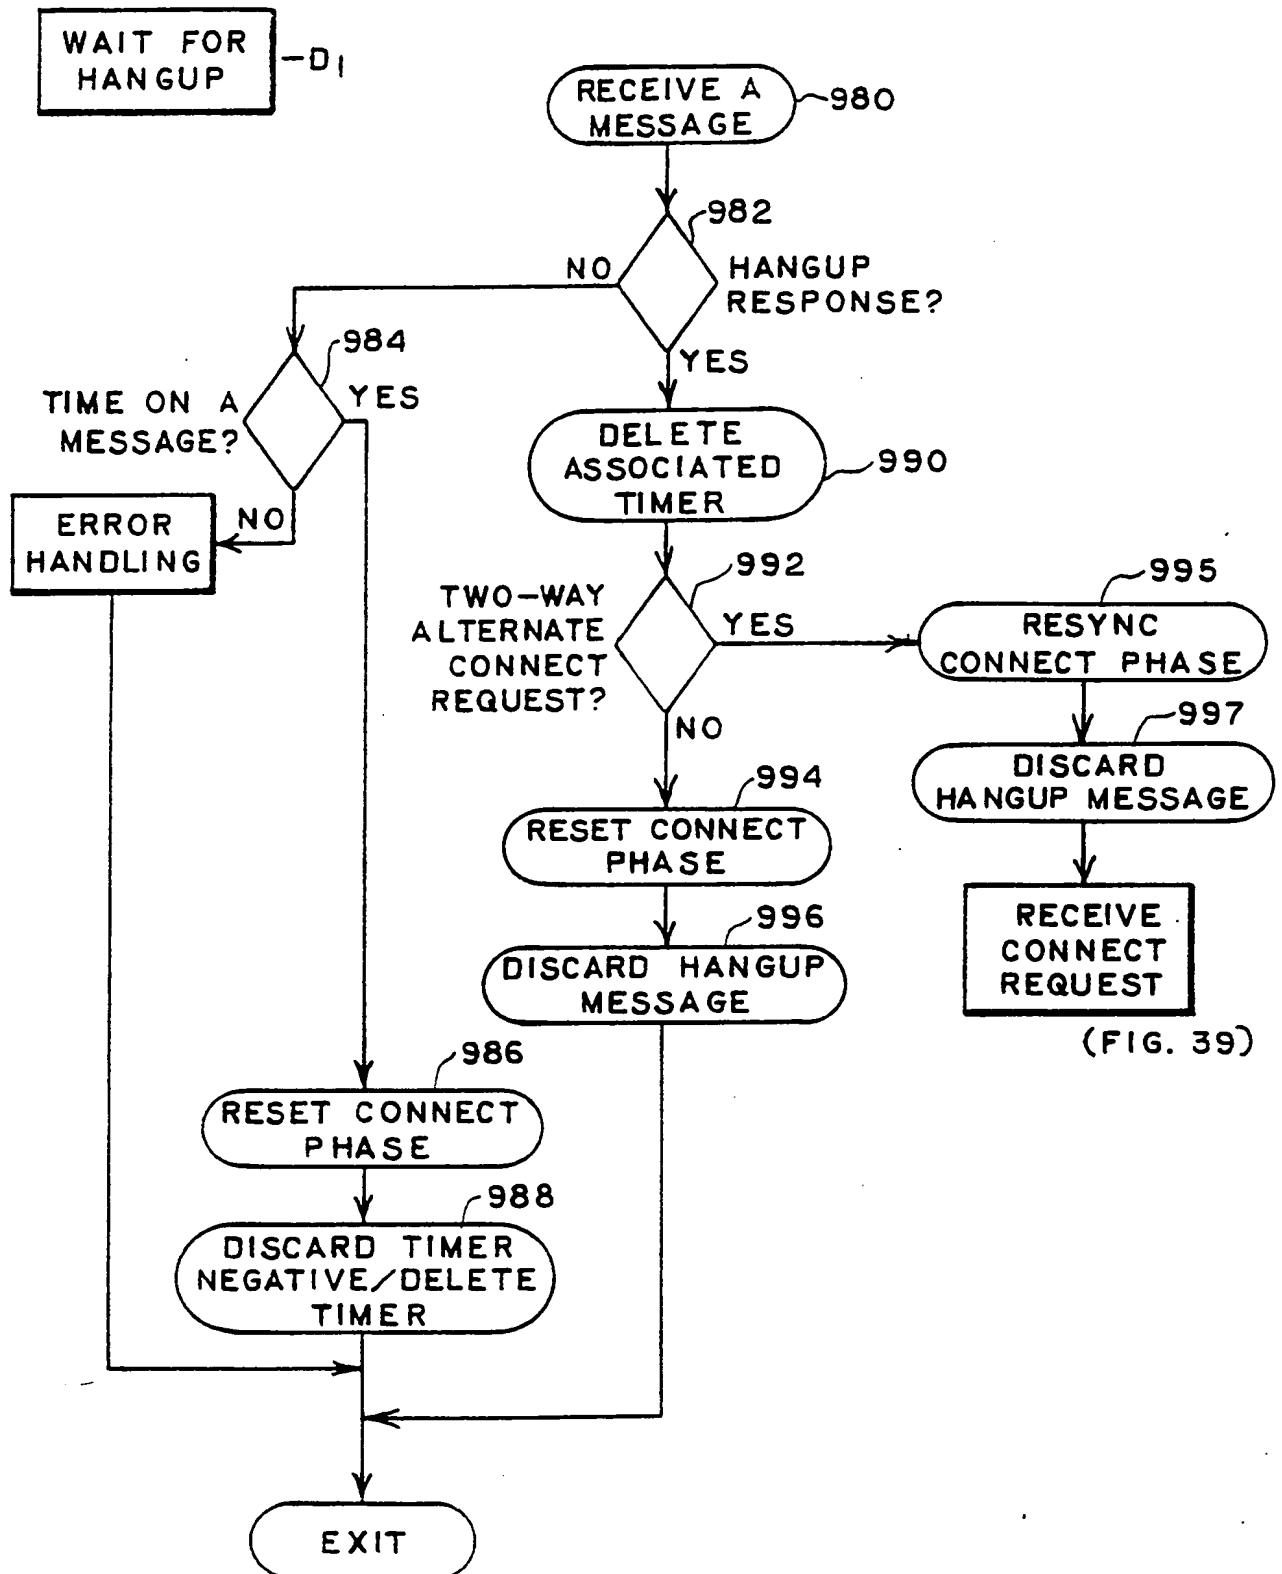 WAIT FOR
HANGUP
-D1
RECEIVE A
MESSAGE
980
982
NO
HANGUP
RESPONSE?
984
YES
TIME ON A
MESSAGE?
YES
DELETE
ASSOCIATED
TIMER
990
ERROR
HANDLING
NO
992
995
TWO-WAY
ALTERNATE
CONNECT
REQUEST?
YES
RESYNC
CONNECT PHASE
NO
997
DISCARD
HANGUP MESSAGE
994
RESET CONNECT
PHASE
996
DISCARD HANGUP
MESSAGE
RECEIVE
CONNECT
REQUEST
(FIG. 39)
986
RESET CONNECT
PHASE
988
DISCARD TIMER
NEGATIVE/DELETE
TIMER
EXIT